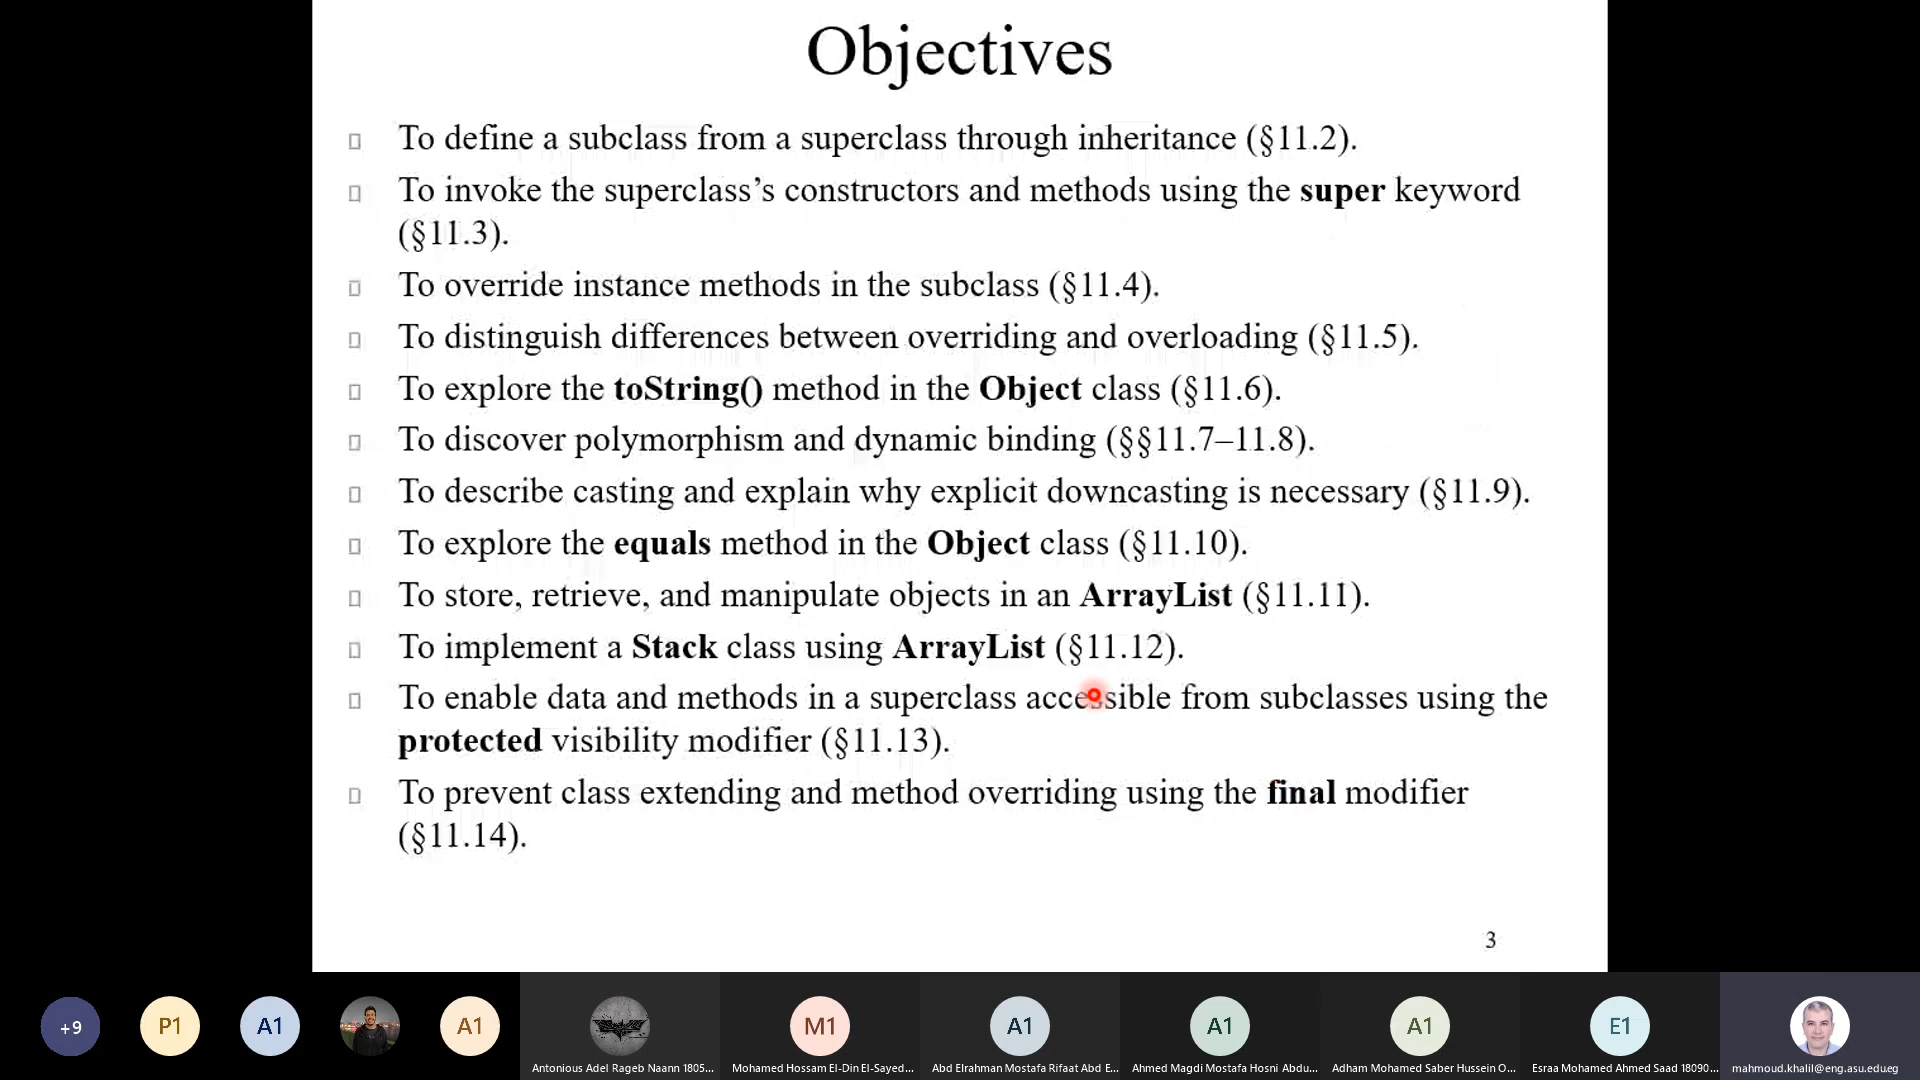 Objectives
To define a subclass from a superclass through inheritance (§11.2).
To invoke the superclass’s constructors and methods using the super keyword
(§11.3).
To override instance methods in the subclass (§11.4).
To distinguish differences between overriding and overloading (§11.5).
To explore the toString() method in the Object class (§11.6).
To discover polymorphism and dynamic binding (§§11.7–11.8).
To describe casting and explain why explicit downcasting is necessary (§11.9).
To explore the equals method in the Object class (§11.10).
To store, retrieve, and manipulate objects in an ArrayList (§11.11).
To implement a Stack class using ArrayList (§11.12).
To enable data and methods in a superclass accessible from subclasses using the
protected visibility modifier (§11.13).
To prevent class extending and method overriding using the final modifier
(§11.14).
3
+9
P1
A1
A1
M1
A1
A1
A1
E1
Antonious Adel Rageb Naann 1805...
Mohamed Hossam El-Din El-Sayed...
Abd Elrahman Mostafa Rifaat Abd E...
Ahmed Magdi Mostafa Hosni Abdu...
Adham Mohamed Saber Hussein O...
Esraa Mohamed Ahmed Saad 18090...
mahmoud.khalil@eng.asu.edu.eg